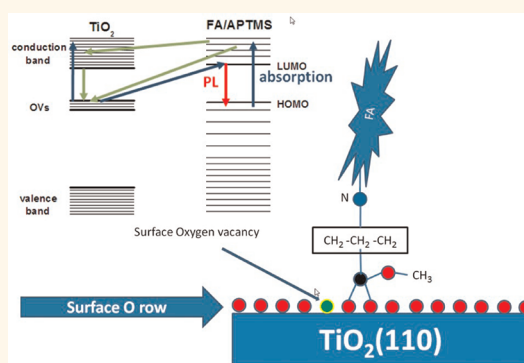 TiO2
FA/APTMS
conduction
band
LUMO
absorption
PL
OVs
HOMO
FA
valence
band
N
Surface Oxygen vacancy
CH2 -CH2 -CH2
CH3
Surface O row
TiO2(110)